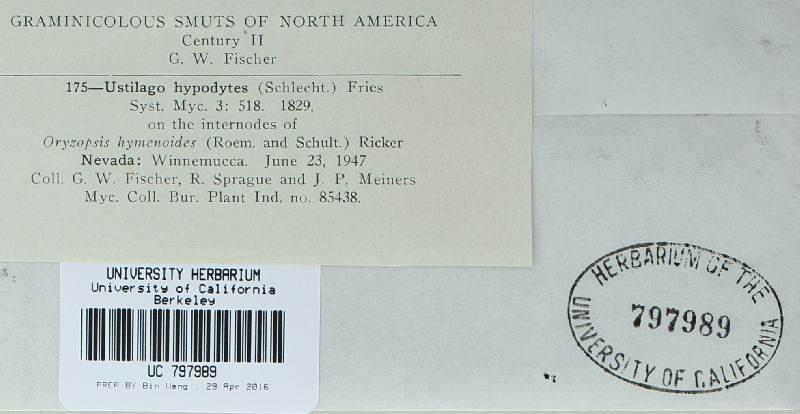 GRAMINICOLOUS SMUTS OF NORTH AMERICA
Century II
G. W. Fischer
175—Ustilago hypodytes (Schlecht.) Fries
Syst. Myc. 3: 518. 1829.
on the internodes of
Oryzopsis hymenoides (Roem. and Schult.) Ricker
Nevada: Winnemucca. June 23, 1947
Coll. G. W. Fischer, R. Sprague and J. P. Meiners
Myc. Coll. Bur. Plant Ind. no. 85438.
UNIVERSITY HERBARIUM
University of California
Berkeley
UC 797989
PREP BY Bin Wang , 29 Apr 2016
HERBARIUM OF THE
797989
UNIVERSITY OF CALIFORNIA